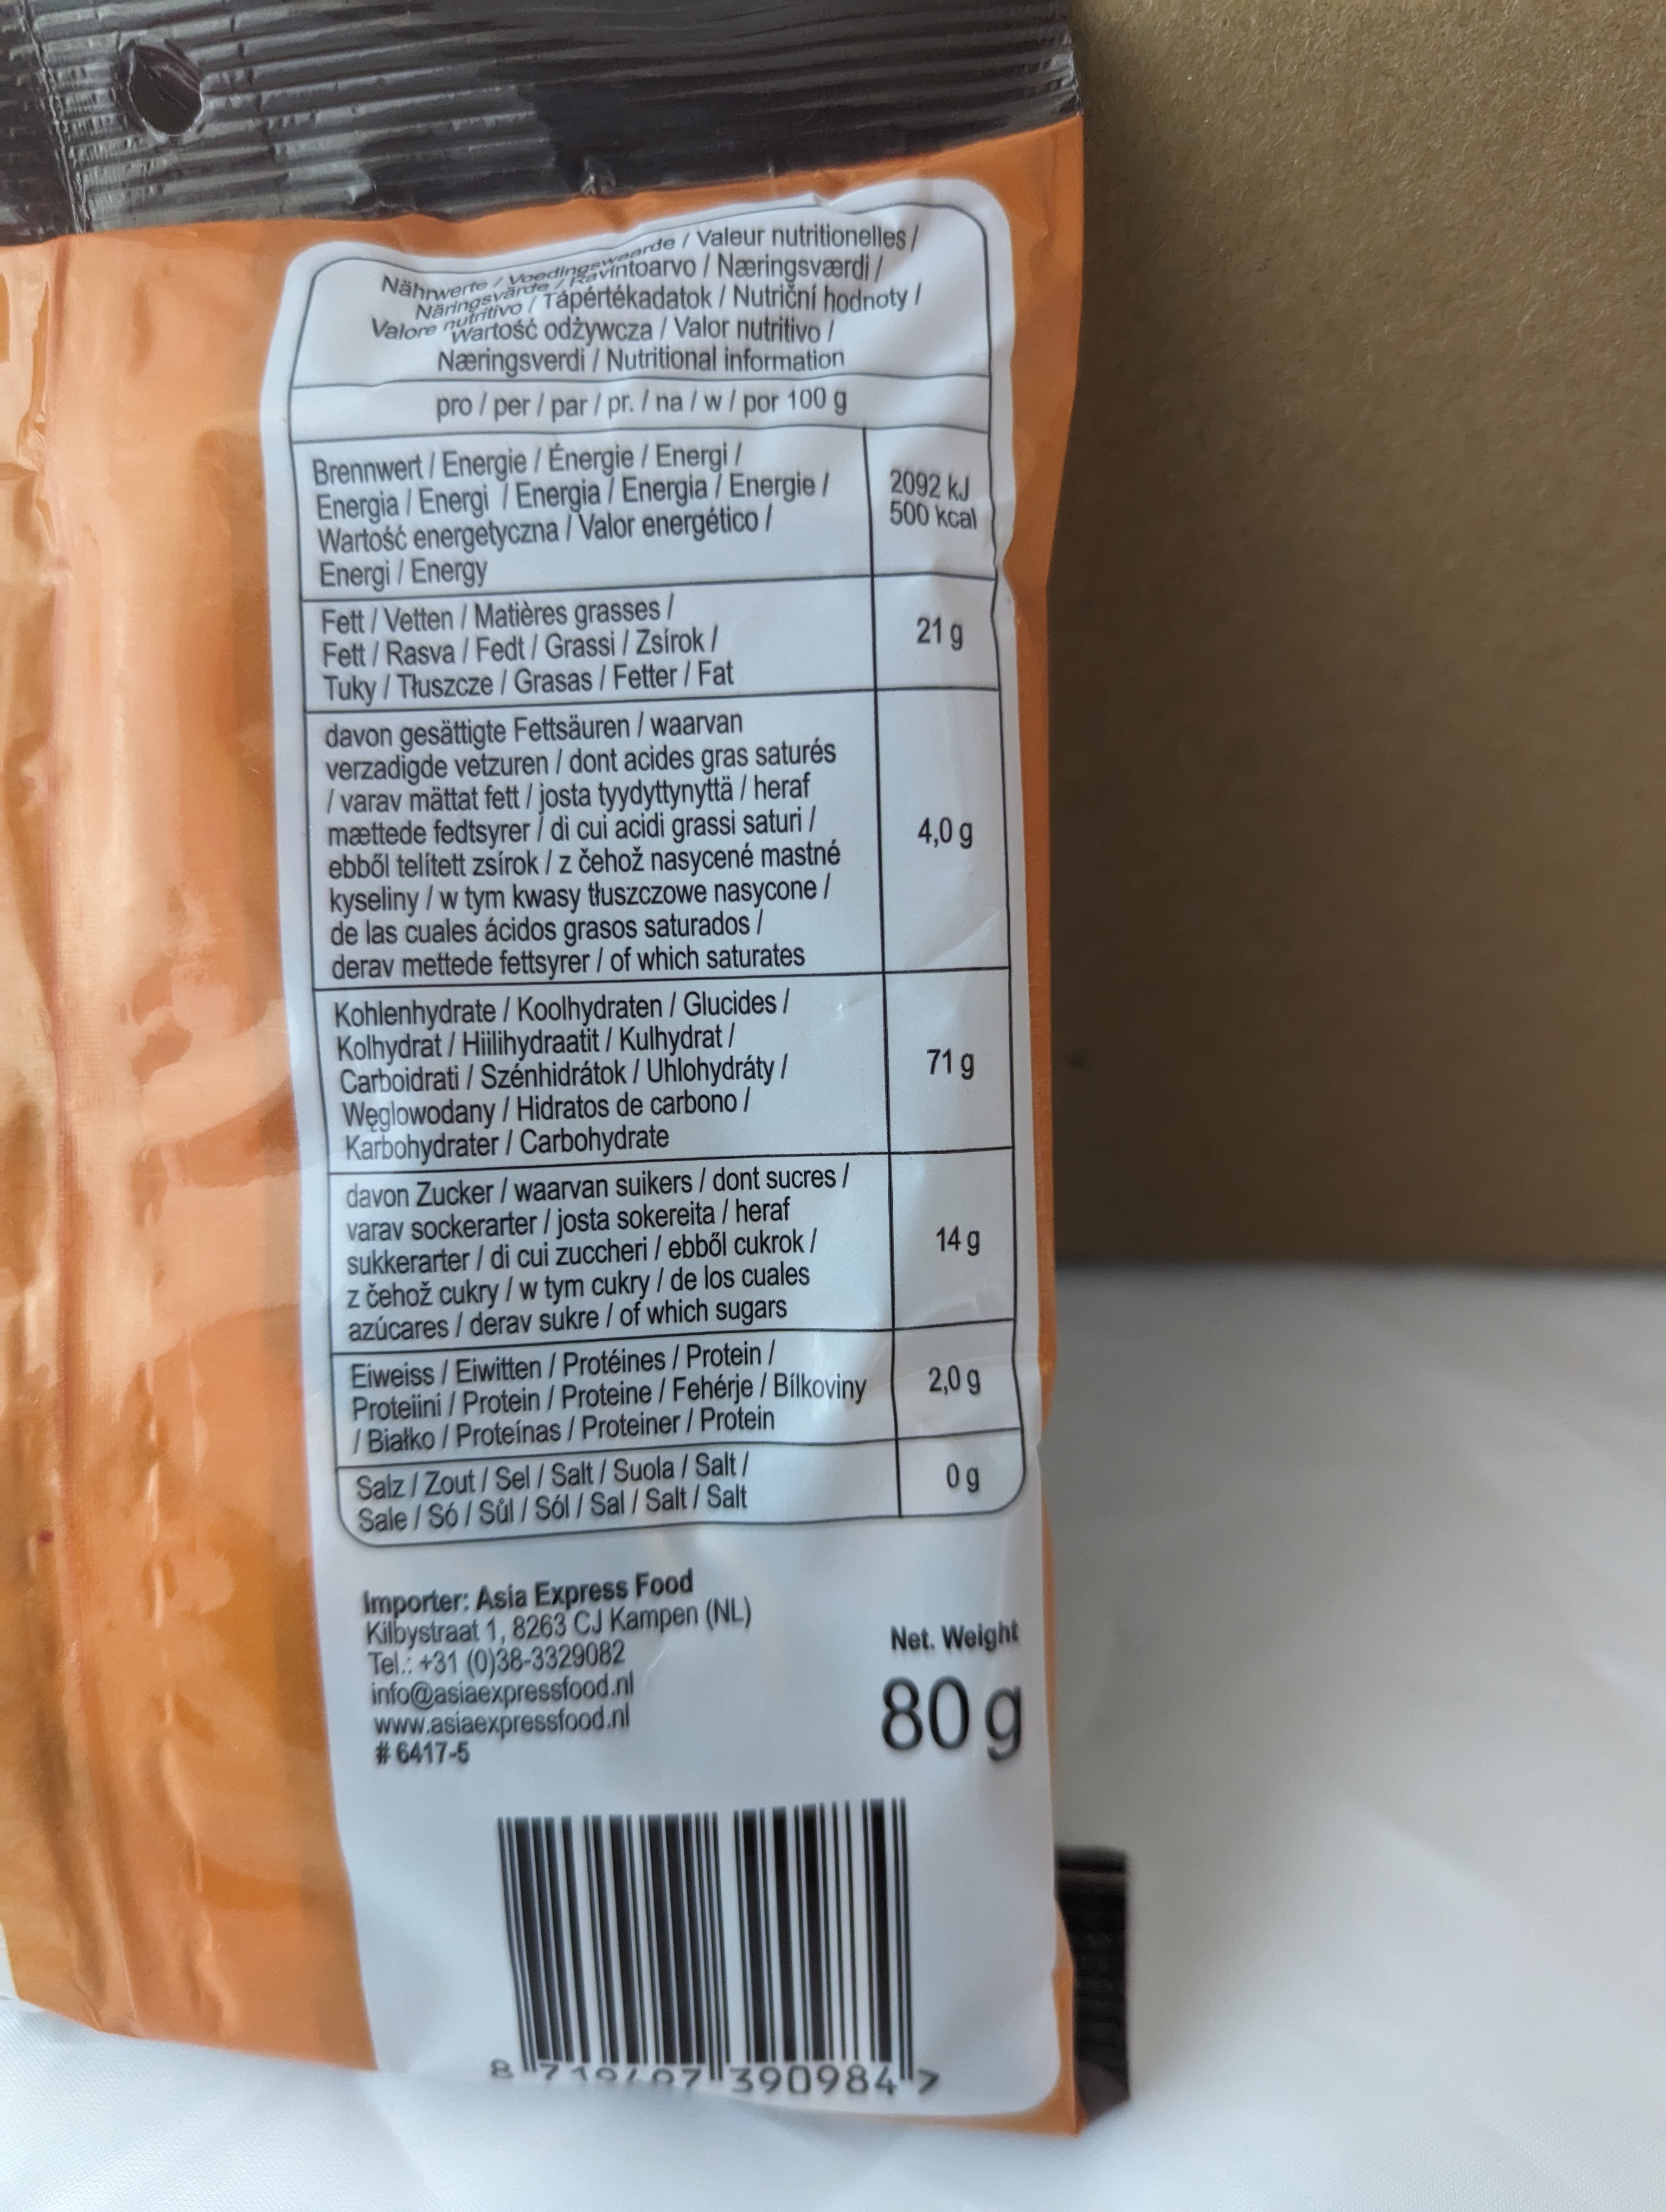 Nährwerte / Voedingswaarde / Valeur nutritionelles /
Näringsvärde / Ravintoarvo / Næringsværdi /
Valore nutritivo / Tápértékadatok / Nutriční hodnoty /
Wartość odżywcza / Valor nutritivo /
Næringsverdi / Nutritional information
pro / per / par / pr. / na / w / por 100 g
Brennwert / Energie / Énergie / Energi /
Energia / Energi / Energia / Energia / Energie /
Wartość energetyczna / Valor energético /
Energi / Energy
2092 kJ
500 kcal
Fett / Vetten / Matières grasses /
Fett / Rasva / Fedt / Grassi / Zsírok /
Tuky / Tłuszcze / Grasas / Fetter / Fat
21 g
davon gesättigte Fettsäuren / waarvan
verzadigde vetzuren / dont acides gras saturés
/ varav mättat fett / josta tyydyttynyttä / heraf
mættede fedtsyrer / di cui acidi grassi saturi /
ebből telített zsírok / z čehož nasycené mastné
kyseliny / w tym kwasy tłuszczowe nasycone /
de las cuales ácidos grasos saturados /
derav mettede fettsyrer / of which saturates
4,0 g
Kohlenhydrate / Koolhydraten / Glucides /
Kolhydrat / Hiilihydraatit / Kulhydrat /
Carboidrati / Szénhidrátok / Uhlohydráty /
Węglowodany / Hidratos de carbono /
Karbohydrater / Carbohydrate
71 g
davon Zucker / waarvan suikers / dont sucres /
varav sockerarter / josta sokereita / heraf
sukkerarter / di cui zuccheri / ebből cukrok /
z čehož cukry / w tym cukry / de los cuales
azúcares / derav sukre / of which sugars
14 g
Eiweiss / Eiwitten / Protéines / Protein /
Proteiini / Protein / Proteine / Fehérje / Bílkoviny
/ Białko / Proteínas / Proteiner / Protein
2,0 g
Salz / Zout / Sel / Salt / Suola / Salt /
Sale / Só / Sůl / Sól / Sal / Salt / Salt
0 g
Importer: Asia Express Food
Kilbystraat 1, 8263 CJ Kampen (NL)
Tel.: +31 (0)38-3329082
info@asiaexpressfood.nl
www.asiaexpressfood.nl
# 6417-5
Net. Weight
80 g
8 719497 390984 >